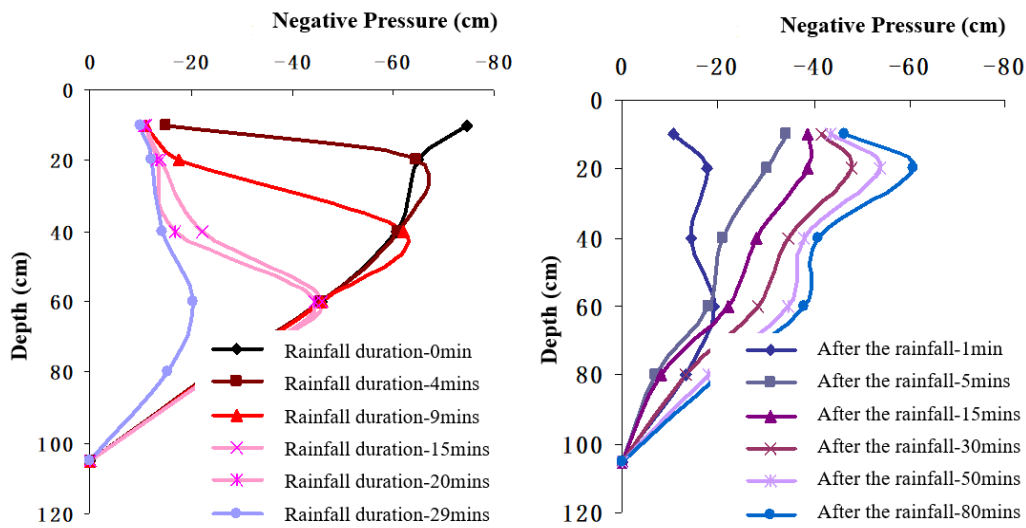 Negative Pressure (cm)
0 -20 -40 -60 -80
0
20
40
60
80
100
120
Depth (cm)
Rainfall duration-0min
Rainfall duration-4mins
Rainfall duration-9mins
Rainfall duration-15mins
Rainfall duration-20mins
Rainfall duration-29mins
Negative Pressure (cm)
0 -20 -40 -60 -80
0
20
40
60
80
100
120
Depth (cm)
After the rainfall-1min
After the rainfall-5mins
After the rainfall-15mins
After the rainfall-30mins
After the rainfall-50mins
After the rainfall-80mins